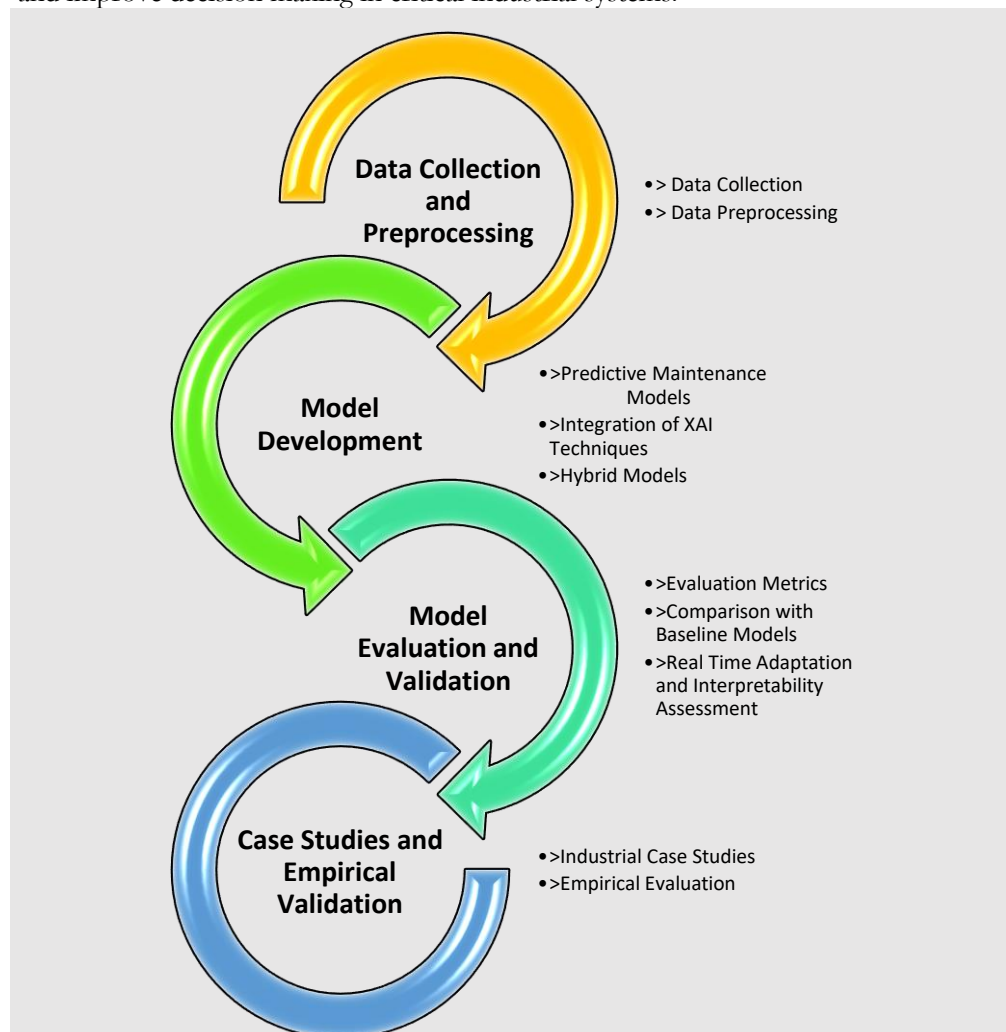 and improve decision making in critical industrial systems.
Data Collection
and
Preprocessing
•> Data Collection
•> Data Preprocessing
Model
Development
•>Predictive Maintenance
Models
•>Integration of XAI
Techniques
•>Hybrid Models
Model
Evaluation and
Validation
•>Evaluation Metrics
•>Comparison with
Baseline Models
•>Real Time Adaptation
and Interpretability
Assessment
Case Studies and
Empirical
Validation
•>Industrial Case Studies
•>Empirical Evaluation